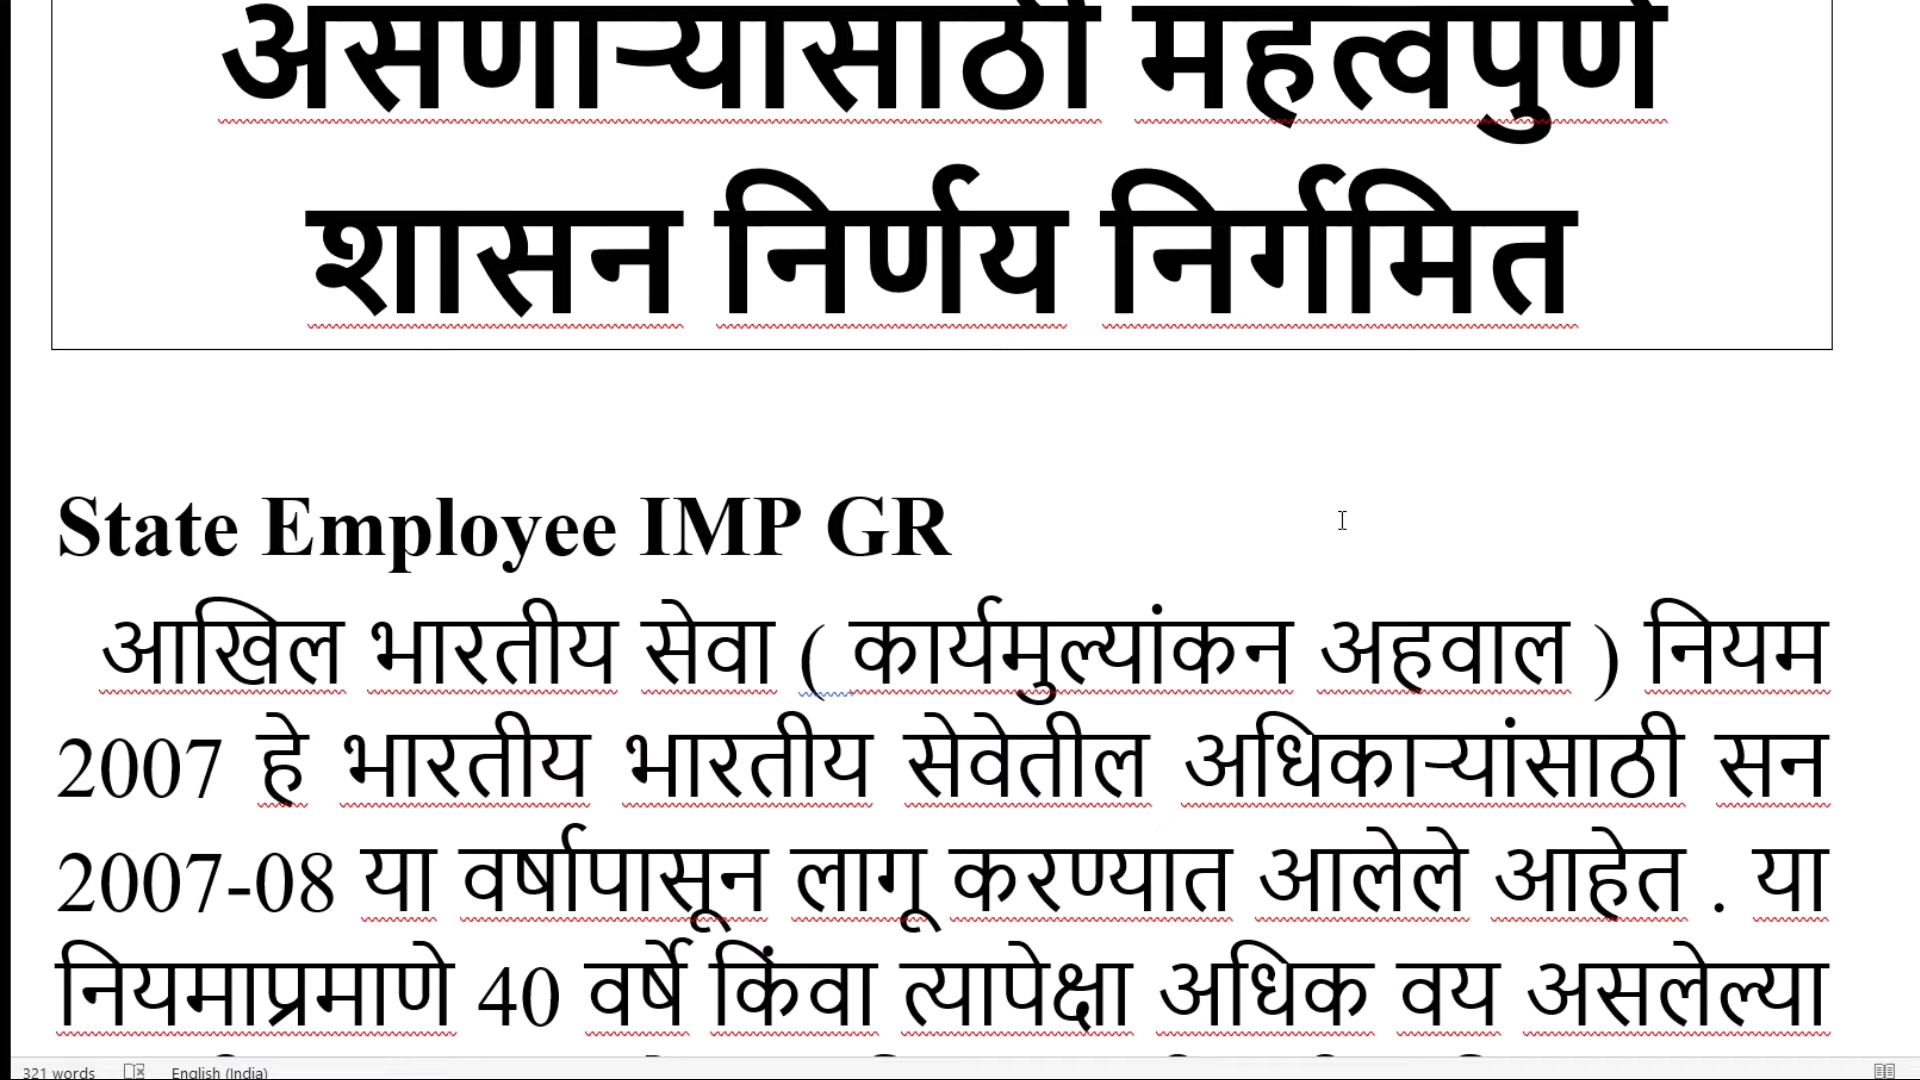 असणाऱ्यासाठी महत्वपुर्ण
शासन निर्णय निर्गमित
State Employee IMP GR
आखिल भारतीय सेवा ( कार्यमुल्यांकन अहवाल ) नियम
2007 हे भारतीय भारतीय सेवेतील अधिकाऱ्यांसाठी सन
2007-08 या वर्षापासून लागू करण्यात आलेले आहेत . या
नियमाप्रमाणे 40 वर्षे किंवा त्यापेक्षा अधिक वय असलेल्या
321 words English (India)